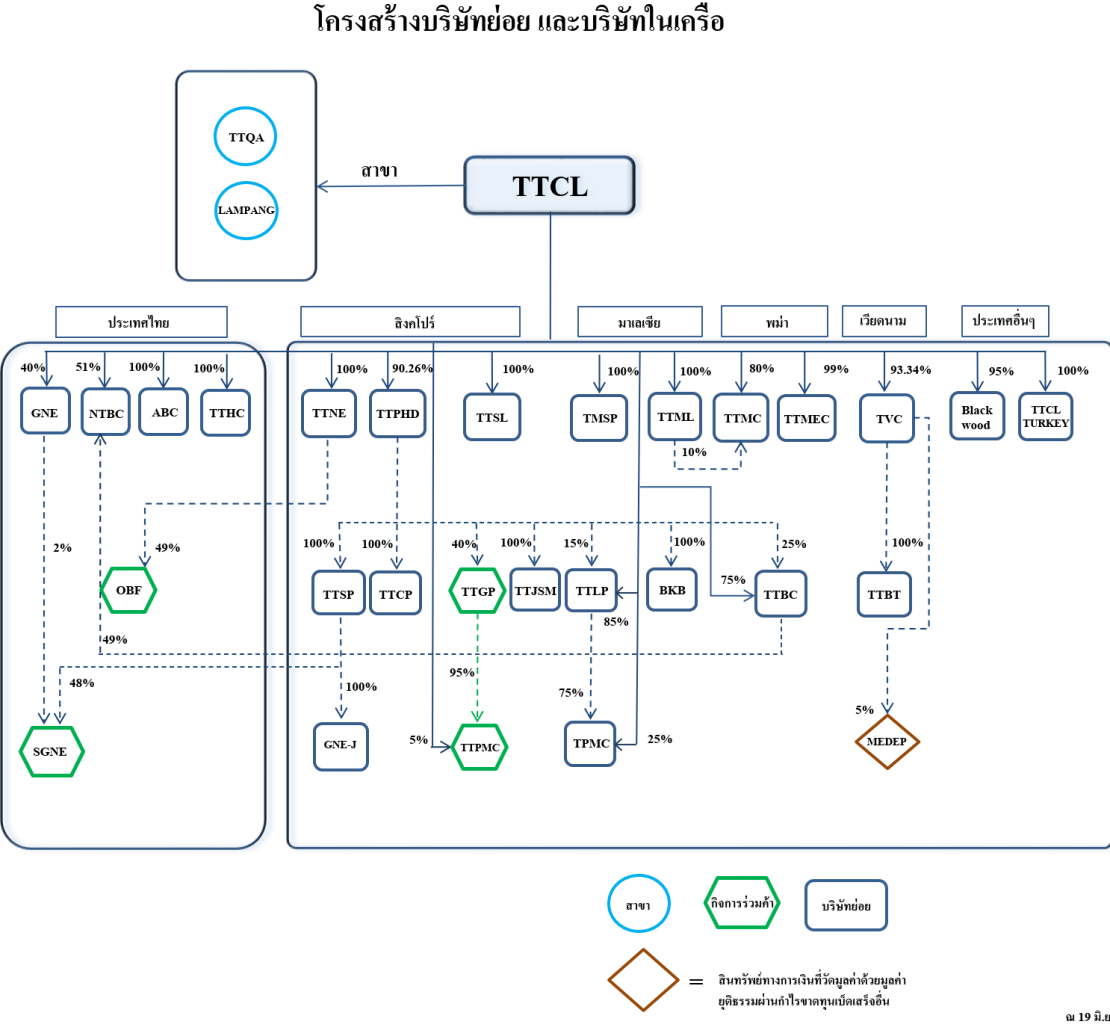 โครงสร้างบริษัทย่อย และบริษัทในเครือ
TTQA
LAMPANG
สาขา
TTCL
ประเทศไทย
สิงคโปร์
มาเลเซีย
พม่า
เวียดนาม
ประเทศอื่นๆ
40%
51%
100%
100%
100%
90.26%
100%
100%
100%
80%
99%
93.34%
95%
100%
GNE
NTBC
ABC
TTHC
TTNE
TTPHD
TTSL
TMSP
TTML
TTMC
TTMEC
TVC
Black
wood
TTCL
TURKEY
10%
2%
49%
100%
100%
40%
100%
15%
100%
25%
100%
OBF
TTSP
TTCP
TTGP
TTJSM
TTLP
BKB
75%
TTBC
TTBT
49%
85%
48%
100%
95%
75%
5%
25%
5%
SGNE
GNE-J
TTPMC
TPMC
MEDEP
สาขา
กิจการร่วมค้า
บริษัทย่อย
= สินทรัพย์ทางการเงินที่วัดมูลค่าด้วยมูลค่า
ยุติธรรมผ่านกำไรขาดทุนเบ็ดเสร็จอื่น
ณ 19 มิ.ย